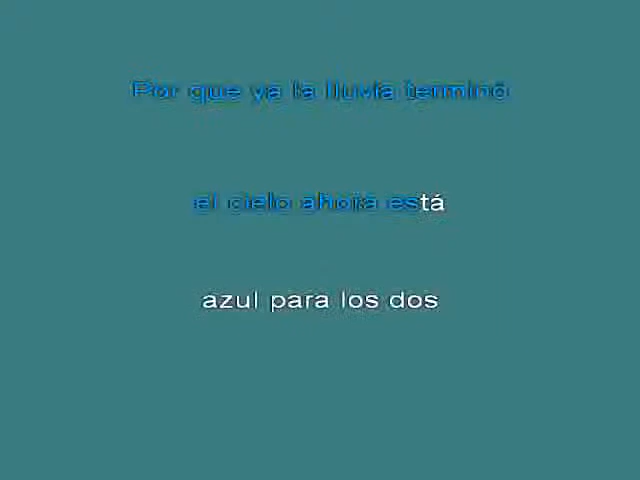 Por que ya la lluvia terminó
el cielo ahora está
azul para los dos